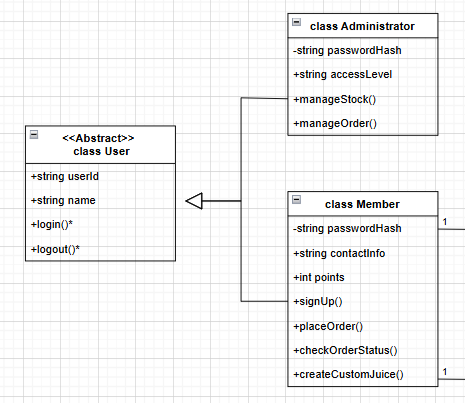 class Administrator
-string passwordHash
+string accessLevel
+manageStock()
+manageOrder()
<<Abstract>>
class User
+string userId
+string name
+login()*
+logout()*
class Member
-string passwordHash
1
+string contactInfo
+int points
+signUp()
+placeOrder()
+checkOrderStatus()
+createCustomJuice()
1